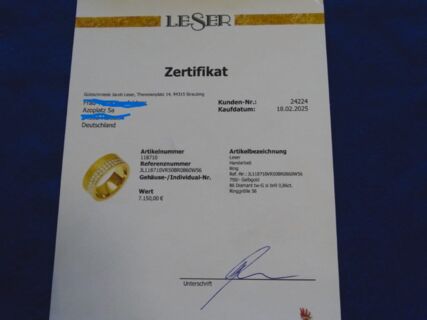 LESER
Zertifikat
Goldschmiede Jacob Leser, Theresienplatz 14, 94315 Straubing
Frau
Azoplatz 5a
Deutschland
Kunden-Nr.: 24224
Kaufdatum: 18.02.2025
Artikelnummer
118710
Referenznummer
Gehäuse-/Individual-Nr.
Wert
7.150,00 €
Artikelbezeichnung
Leser
Handarbeit
Ring
750/- Gelbgold
Ringgröße 56
Unterschrift